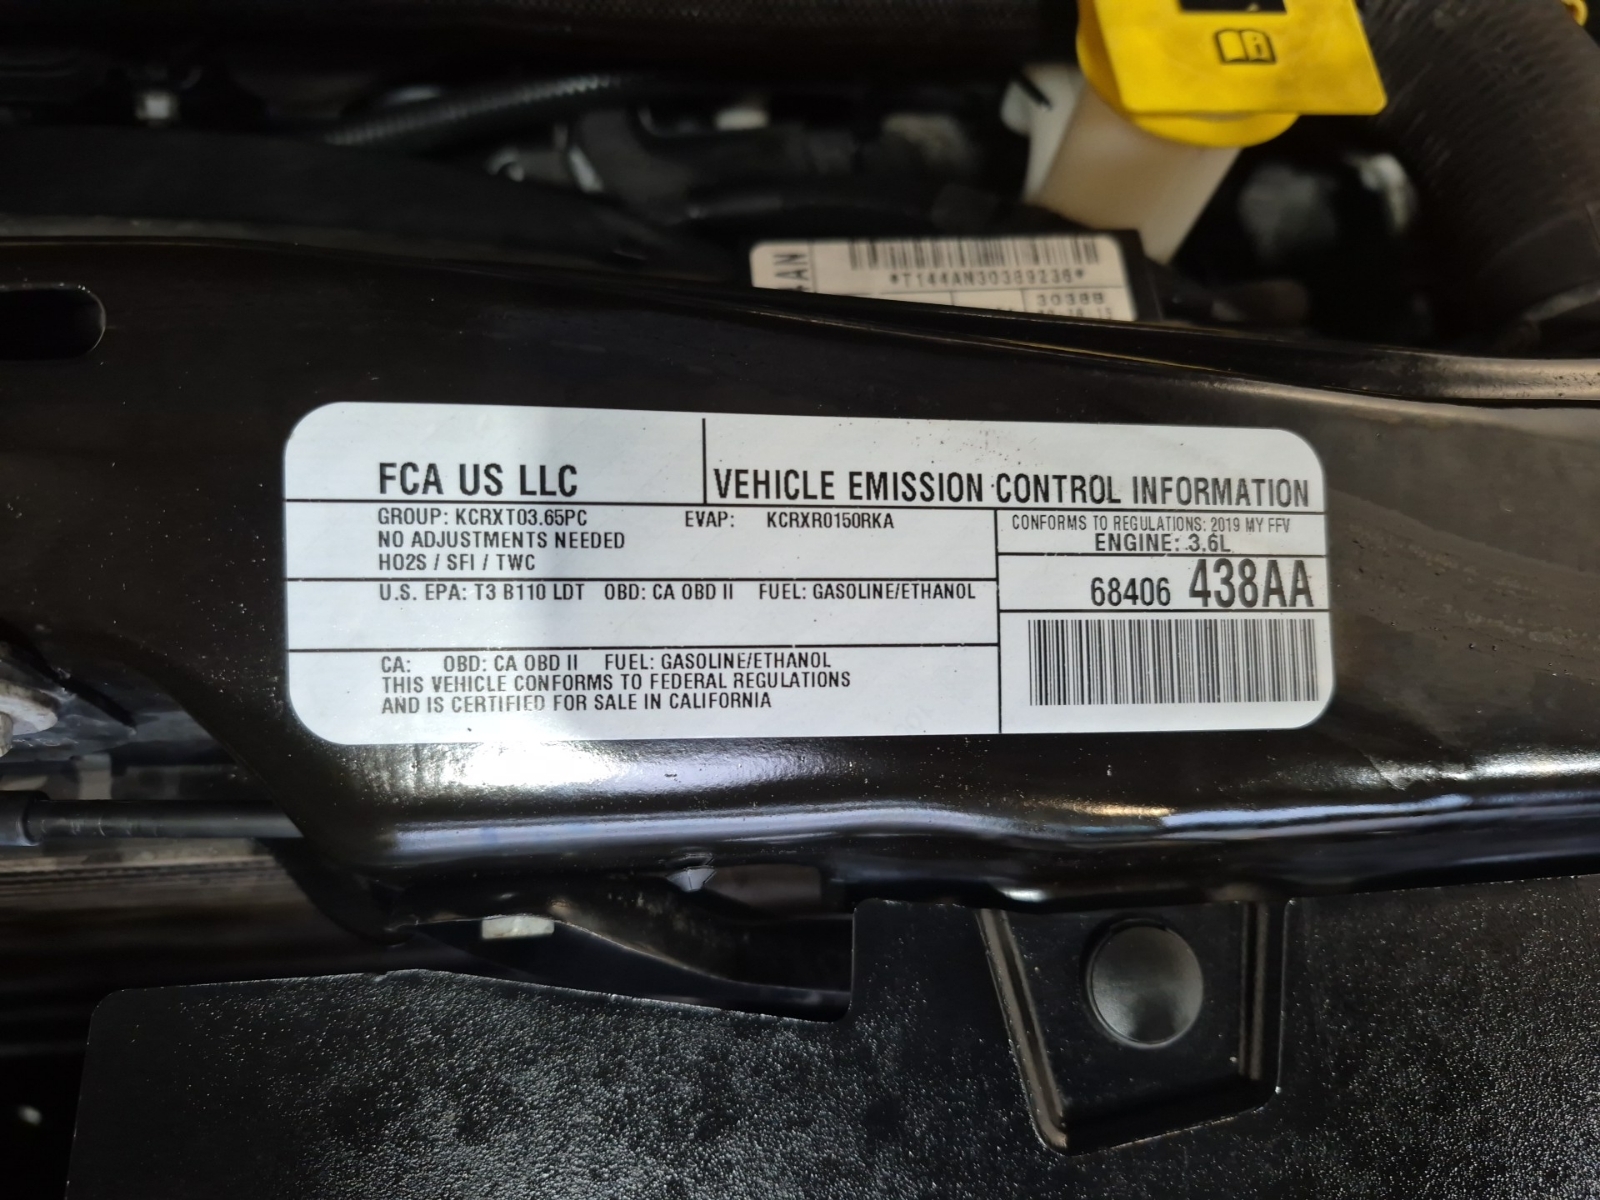 4AN
*T144AN30389236*
3038B
FCA US LLC
VEHICLE EMISSION CONTROL INFORMATION
GROUP: KCRXT03.65PC EVAP: KCRXR0150RKA
NO ADJUSTMENTS NEEDED
HO2S / SFI / TWC
CONFORMS TO REGULATIONS: 2019 MY FFV
ENGINE: 3.6L
U.S. EPA: T3 B110 LDT OBD: CA OBD II FUEL: GASOLINE/ETHANOL
68406 438AA
CA: OBD: CA OBD II FUEL: GASOLINE/ETHANOL
THIS VEHICLE CONFORMS TO FEDERAL REGULATIONS
AND IS CERTIFIED FOR SALE IN CALIFORNIA